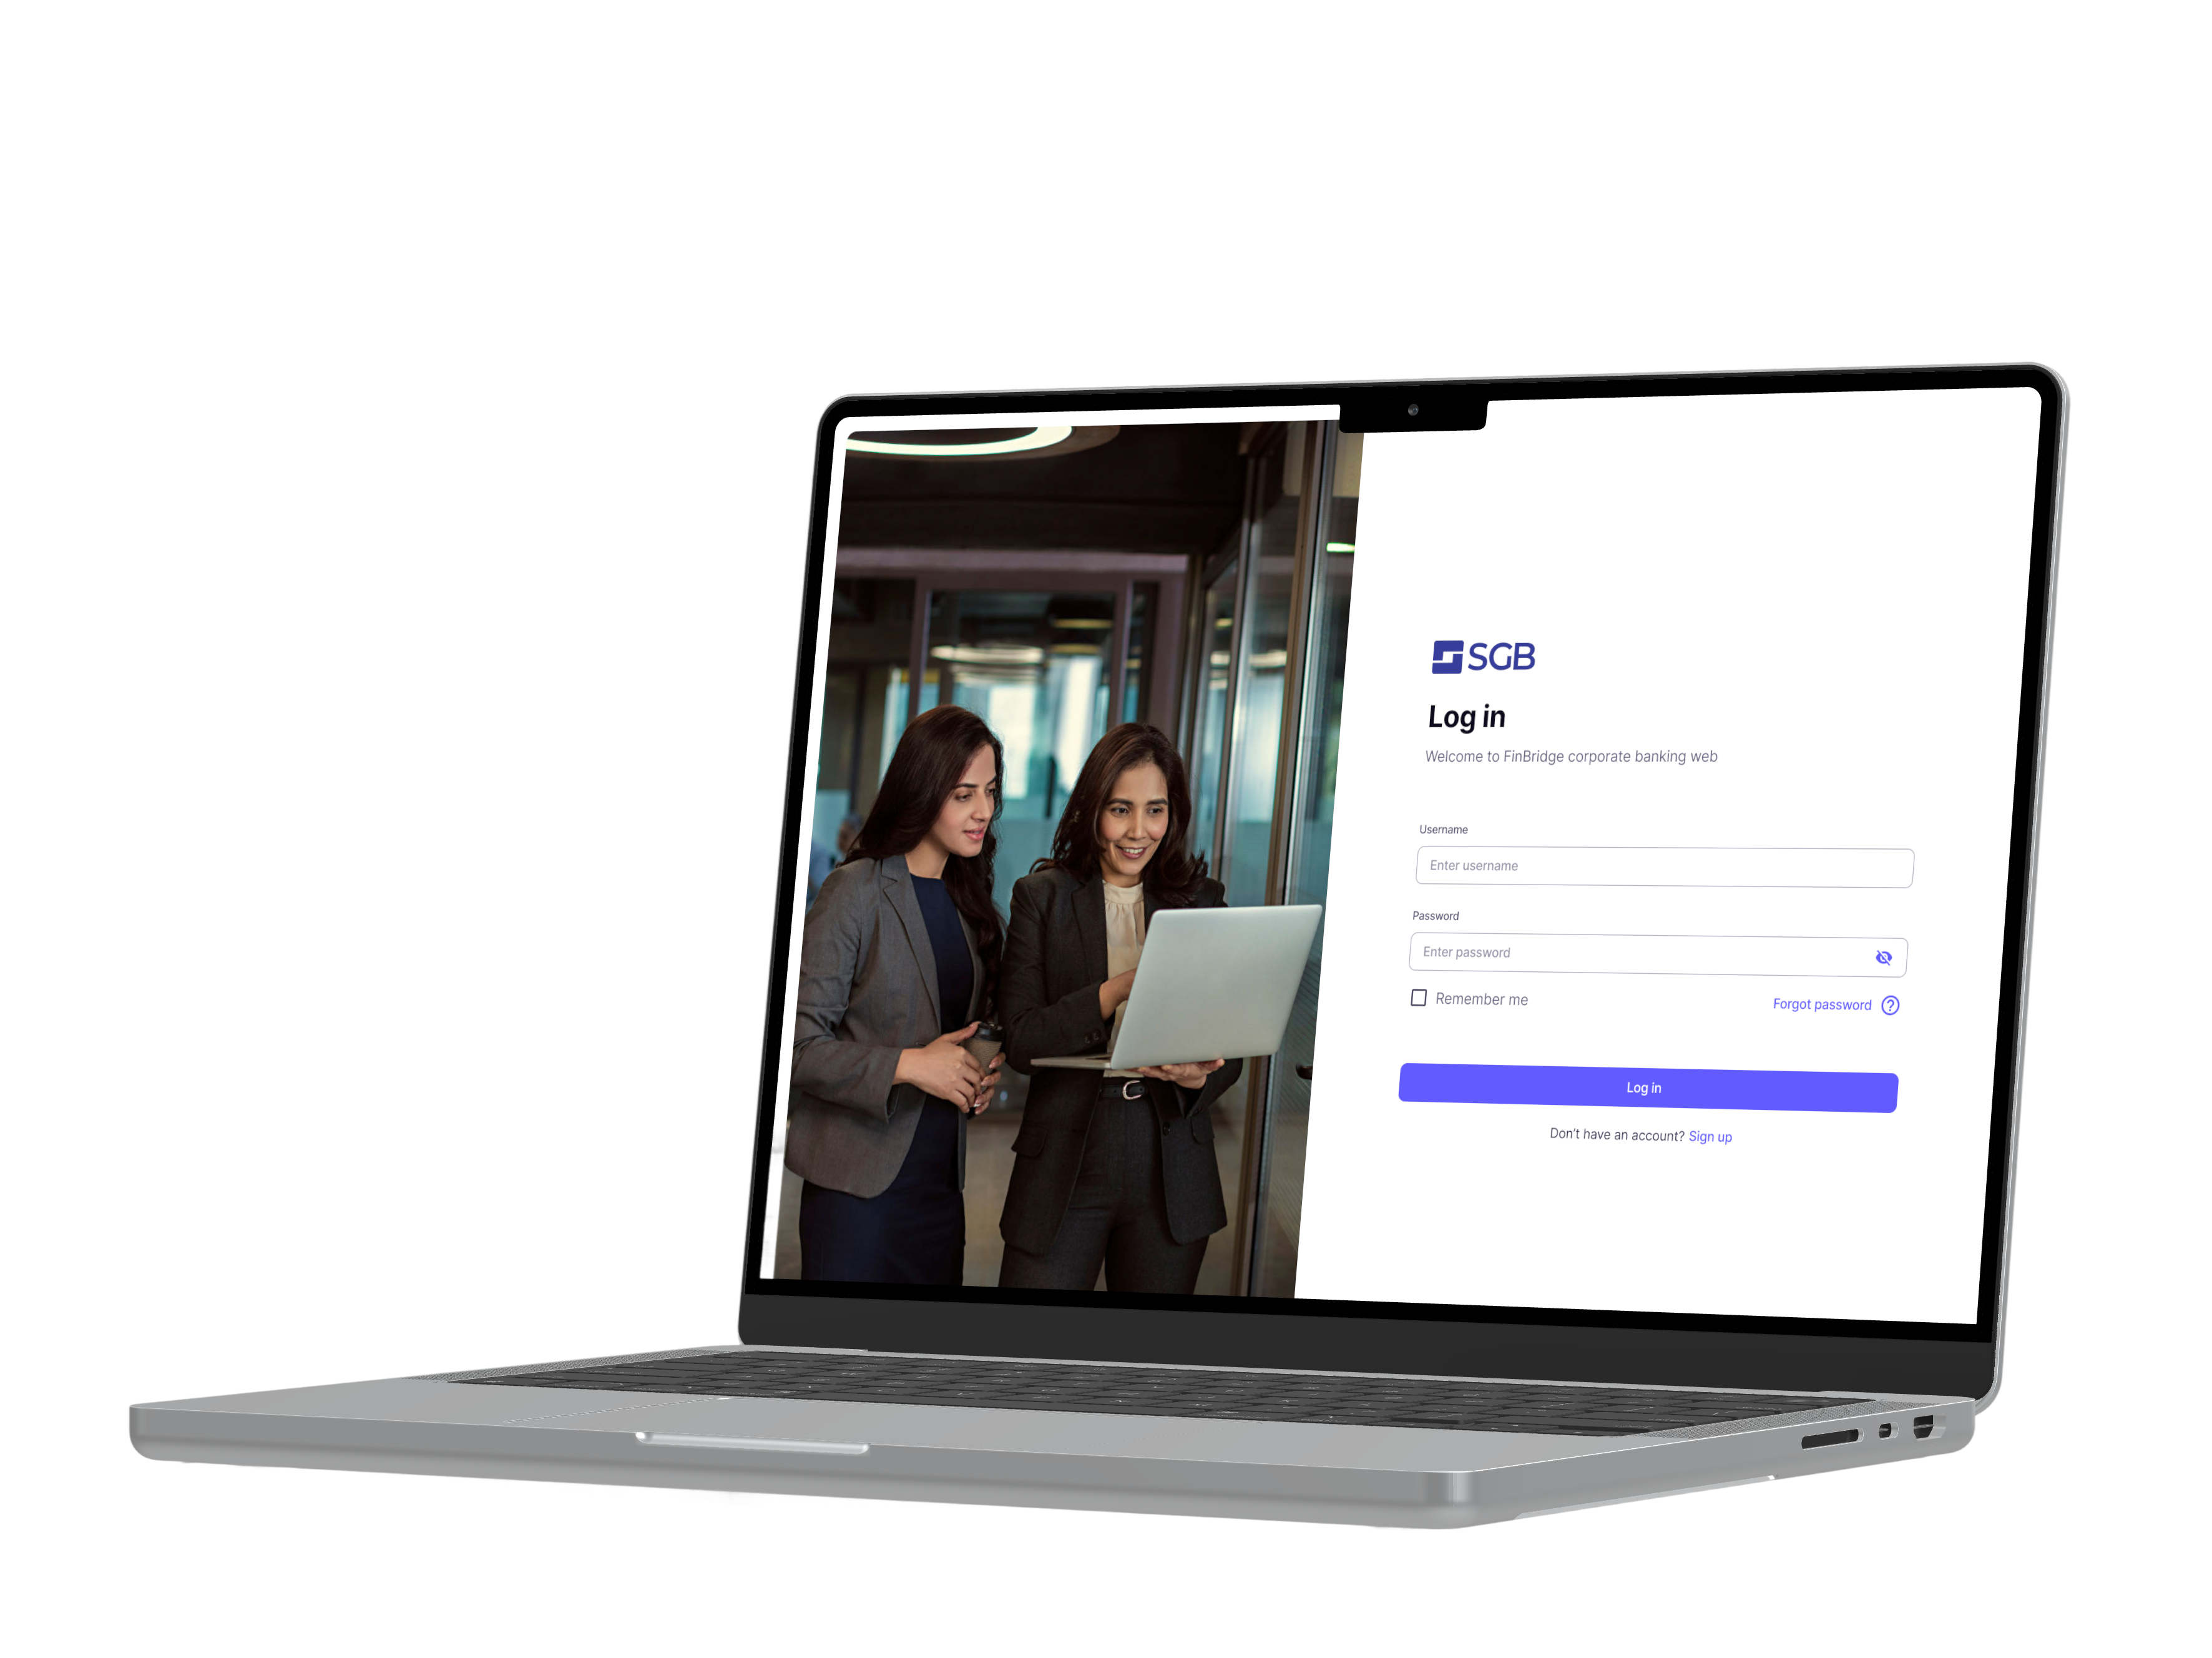 SGB
Log in
Welcome to FinBridge corporate banking web
Username
Enter username
Password
Enter password
Remember me
Forgot password ?
Log in
Don't have an account? Sign up